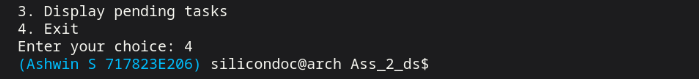 3. Display pending tasks
4. Exit
Enter your choice: 4
(Ashwin S 717823E206) silicondoc@arch Ass_2_ds$